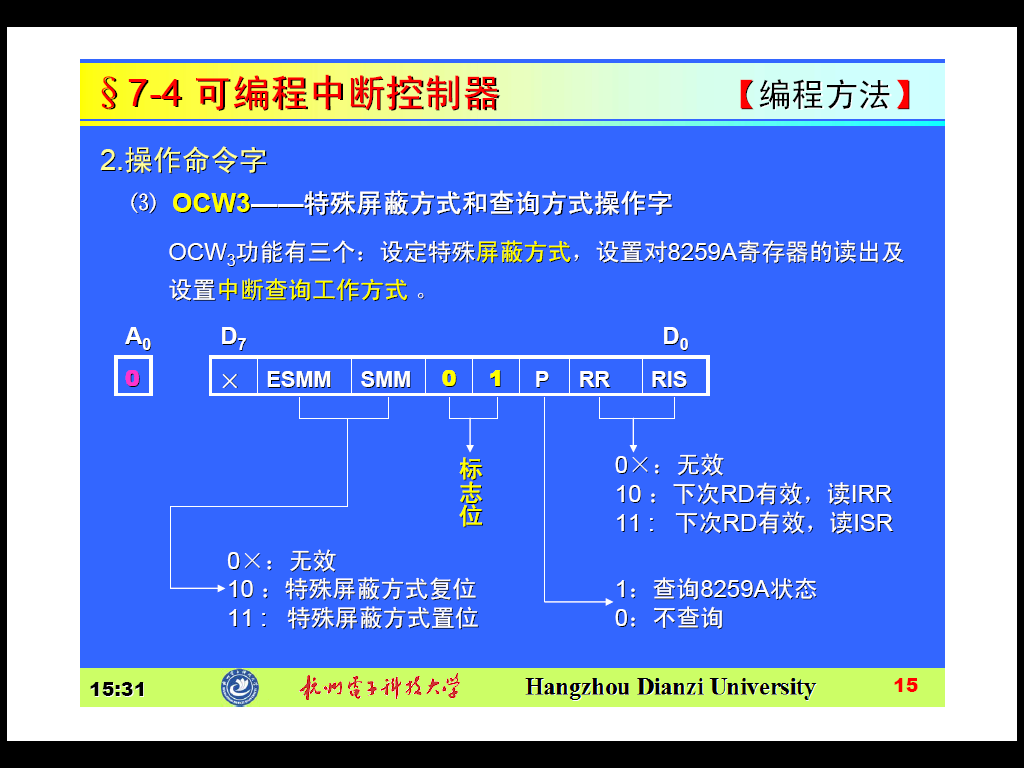 §7-4 可编程中断控制器 【编程方法】
2.操作命令字
⑶ OCW3——特殊屏蔽方式和查询方式操作字
OCW3功能有三个：设定特殊屏蔽方式，设置对8259A寄存器的读出及
设置中断查询工作方式 。
A0 D7 D0
0 × ESMM SMM 0 1 P RR RIS
标志位
0×：无效
10 ：下次RD有效，读IRR
11 : 下次RD有效，读ISR
0×：无效
10 ：特殊屏蔽方式复位
11 : 特殊屏蔽方式置位
1：查询8259A状态
0：不查询
15:31 杭州电子科技大学 Hangzhou Dianzi University 15